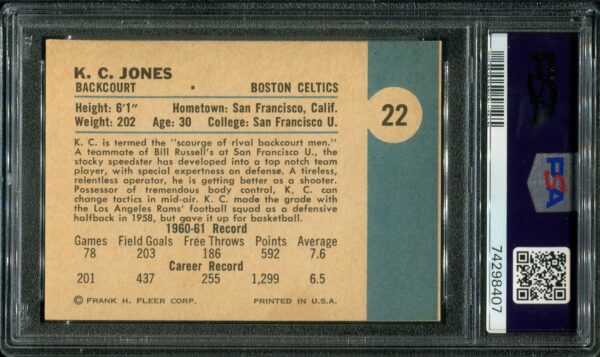 K. C. JONES
BACKCOURT • BOSTON CELTICS
Height: 6'1" Hometown: San Francisco, Calif.
Weight: 202 Age: 30 College: San Francisco U.
22
K. C. is termed the "scourge of rival backcourt men."
A teammate of Bill Russell's at San Francisco U., the
stocky speedster has developed into a top notch team
player, with special expertness on defense. A tireless,
relentless operator, he is getting better as a shooter.
Possessor of tremendous body control, K. C. can
change tactics in mid-air. K. C. made the grade with
the Los Angeles Rams' football squad as a defensive
halfback in 1958, but gave it up for basketball.
1960-61 Record
Games Field Goals Free Throws Points Average
78 203 186 592 7.6
Career Record
201 437 255 1,299 6.5
© FRANK H. FLEER CORP. PRINTED IN U.S.A.
PSA
PSA
74298407